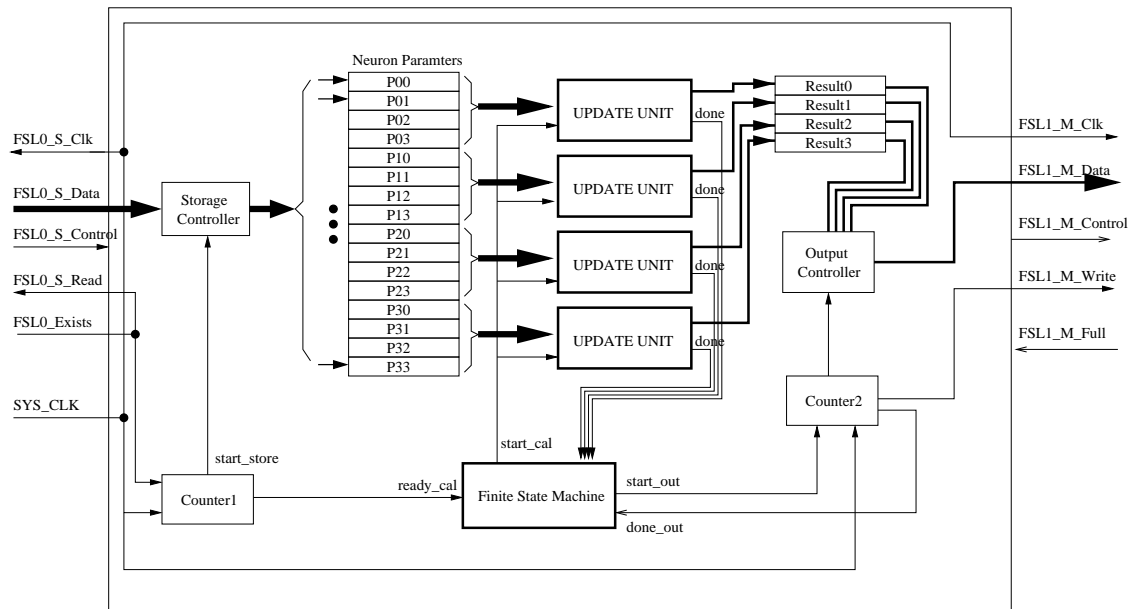 Neuron Paramters
P00
P01
P02
P03
P10
P11
P12
P13
P20
P21
P22
P23
P30
P31
P32
P33
FSL0_S_Clk
FSL0_S_Data
FSL0_S_Control
FSL0_S_Read
FSL0_Exists
SYS_CLK
Storage
Controller
start_store
Counter1
ready_cal
UPDATE UNIT
done
UPDATE UNIT
done
UPDATE UNIT
done
UPDATE UNIT
done
start_cal
Finite State Machine
start_out
done_out
Result0
Result1
Result2
Result3
Output
Controller
Counter2
FSL1_M_Clk
FSL1_M_Data
FSL1_M_Control
FSL1_M_Write
FSL1_M_Full